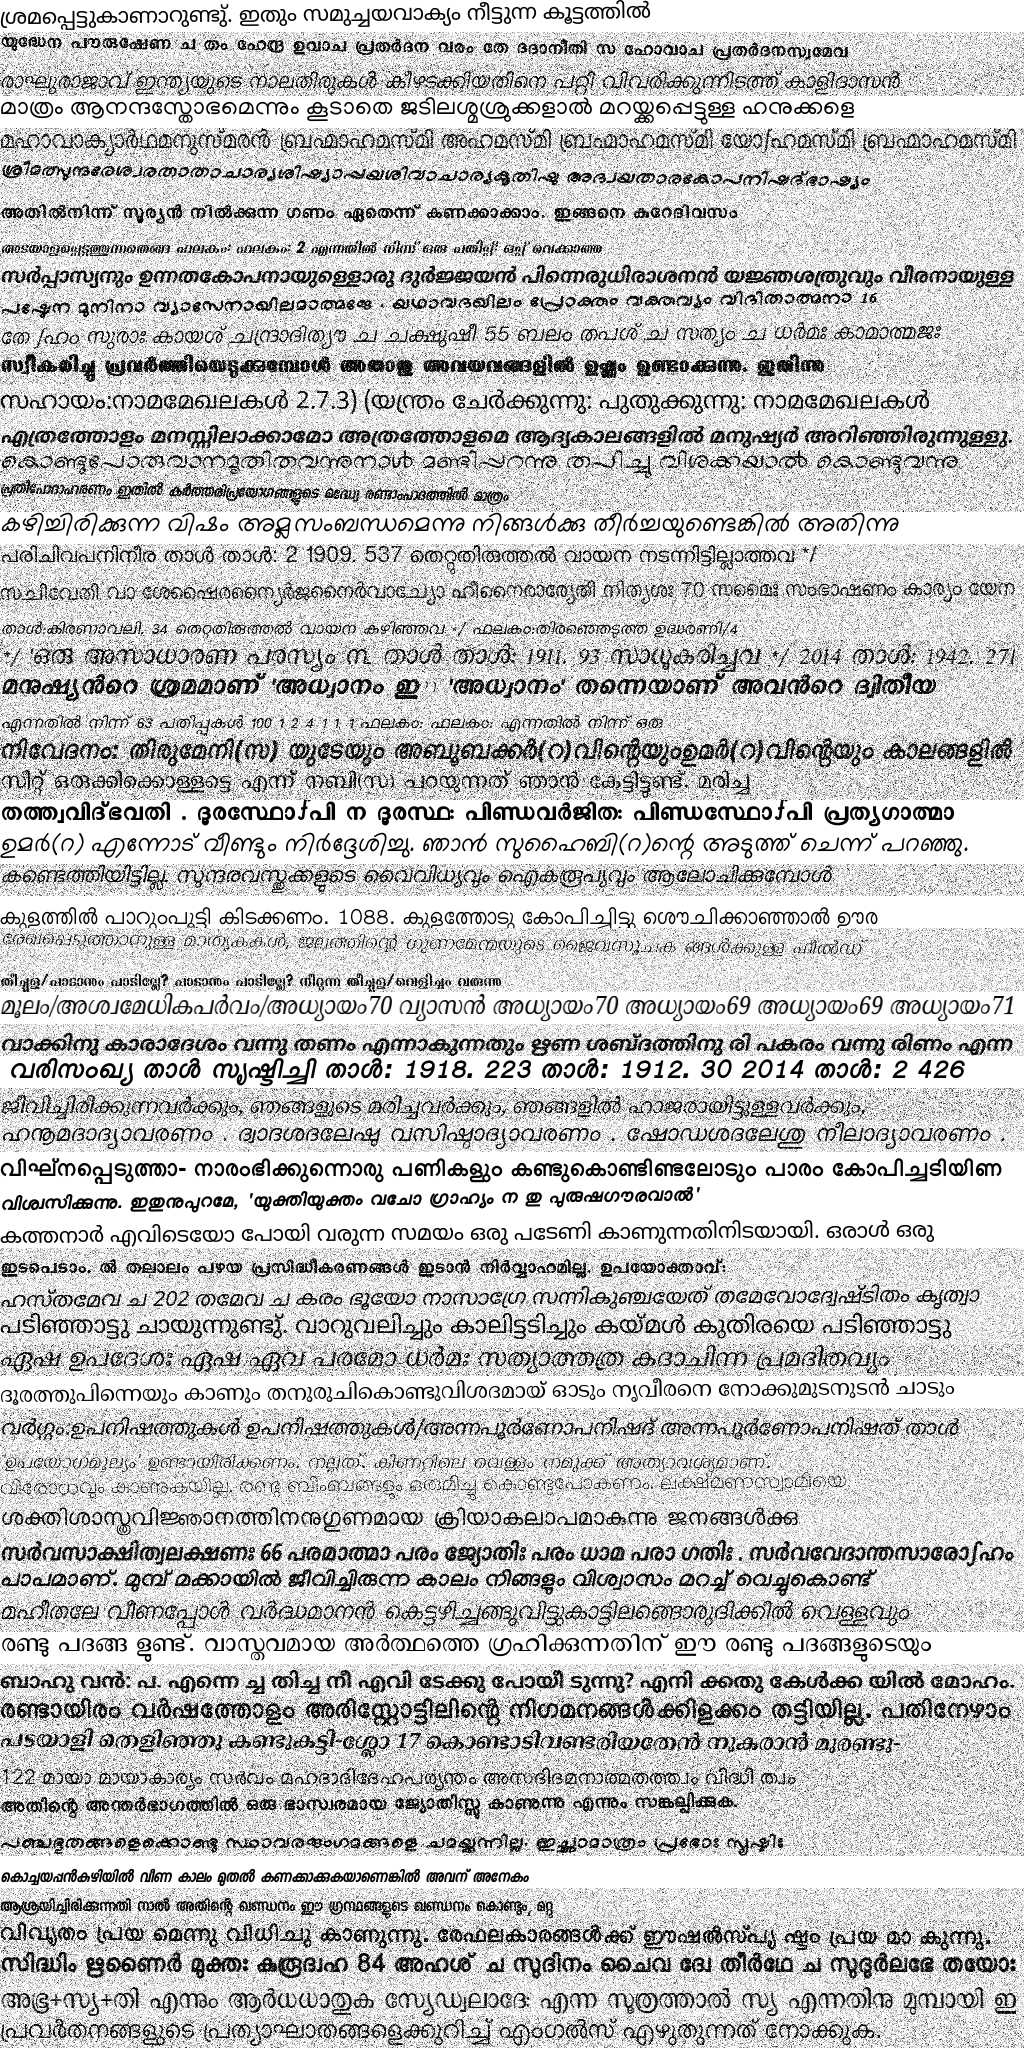 ശ്രമപ്പെട്ടുകാണാറുണ്ടു്. ഇതും സമുച്ചയവാക്യം നീട്ടുന്ന കൂട്ടത്തിൽ
യുദ്ധേന പൗരുഷേണ ച തം ഹേന്ദ്ര ഉവാച പ്രതർദന വരം തേ ദദാനീതി സ ഹോവാച പ്രതർദനസ്ത്വമേവ
രാഘുരാജാവ് ഇന്ത്യയുടെ നാലതിരുകൾ കീഴടക്കിയതിനെ പറ്റി വിവരിക്കുന്നിടത്ത് കാളിദാസൻ
മാത്രം ആനന്ദസ്തോഭമെന്നും കൂടാതെ ജടിലശ്മശ്രുക്കളാൽ മറയ്ക്കപ്പെട്ടുള്ള ഹനുക്കളെ
മഹാവാക്യാർഥമനുസ്മരൻ ബ്രഹ്മാഹമസ്മി അഹമസ്മി ബ്രഹ്മാഹമസ്മി യോഽഹമസ്മി ബ്രഹ്മാഹമസ്മി
ശ്രീമത്സുന്ദരേശ്വരതാതാചാര്യശിഷ്യാപ്പയശിവാചാര്യകൃതിഷു അദ്വയതാരകോപനിഷദ്ഭാഷ്യം
അതിൽനിന്ന് സൂര്യൻ നിൽക്കുന്ന ഗണം ഏതെന്ന് കണക്കാക്കാം. ഇങ്ങനെ കുറേദിവസം
അടയാളപ്പെടുത്തുന്നതെങ്ങ ഫലകം: ഫലകം: 2 എന്നതിൽ നിന്ന് ഒരു പതിപ്പ് ഒപ്പ് വെക്കാത്ത
സർപ്പാസ്യനും ഉന്നതകോപനായുള്ളൊരു ദുർജ്ജയൻ പിന്നെരുധിരാശനൻ യജ്ഞശത്രുവും വീരനായുള്ള
പഷ്ടേന മുനിനാ വ്യാസേനാഖിലമാത്മജേ . യഥാവദഖിലം പ്രോക്തം വക്തവ്യം വിദിതാത്മനാ 16
തേ ഽഹം സുരാഃ കായശ് ചന്ദ്രാദിത്യൗ ച ചക്ഷുഷീ 55 ബലം തപശ് ച സത്യം ച ധർമഃ കാമാത്മജഃ
സ്വീകരിച്ചു പ്രവർത്തിയെടുക്കുമ്പോൾ അതാതു അവയവങ്ങളിൽ ഉഷ്ണം ഉണ്ടാക്കുന്നു. ഇതിന്നു
സഹായം:നാമമേഖലകൾ 2.7.3) (യന്ത്രം ചേർക്കുന്നു: പുതുക്കുന്നു: നാമമേഖലകൾ
എത്രത്തോളം മനസ്സിലാക്കാമോ അത്രത്തോളമെ ആദ്യകാലങ്ങളിൽ മനുഷ്യർ അറിഞ്ഞിരുന്നുള്ളൂ.
കൊണ്ടുപോരുവാനമൂതിതവന്നുനാൾ മണ്ടിപ്പറന്നു തപിച്ചു വിശക്കയാൽ കൊണ്ടുവന്നു
പ്രതിപോദാഹരണം ഇതിൽ കർത്തരിപ്രയോഗങ്ങളുടെ മദ്ധ്യേ രണ്ടാംപാദത്തിൽ മാത്രം
കഴിച്ചിരിക്കുന്ന വിഷം അമ്ലസംബന്ധമെന്നു നിങ്ങൾക്കു തീർച്ചയുണ്ടെങ്കിൽ അതിന്നു
പരിചിവപനിനീര താൾ താൾ: 2 1909. 537 തെറ്റുതിരുത്തൽ വായന നടന്നിട്ടില്ലാത്തവ */
സചിവേതി വാ ശേഷൈരന്യൈർജനൈർവാച്യോ ഹീനൈരാര്യേതി നിത്യശഃ 70 സമൈഃ സംഭാഷണം കാര്യം യേന
താൾ:കിരണാവലി. 34 തെറ്റുതിരുത്തൽ വായന കഴിഞ്ഞവ */ ഫലകം:തിരഞ്ഞെടുത്ത ഉദ്ധരണി/4
*/ 'ഒരു അസാധാരണ പരസ്യം ന്ന താൾ താൾ: 1911. 93 സാധൂകരിച്ചവ */ 2014 താൾ: 1942. 271
മനുഷ്യൻറെ ശ്രമമാണ് 'അധ്വാനം ഇ'' 'അധ്വാനം' തന്നെയാണ് അവൻറെ ദ്വിതീയ
എന്നതിൽ നിന്ന് 63 പതിപ്പുകൾ 100 1 2 4 1 1 1 ഫലകം: ഫലകം: എന്നതിൽ നിന്ന് ഒരു
നിവേദനം: തിരുമേനി(സ) യുടേയും അബൂബക്കർ(റ)വിന്റെയുംഉമർ(റ)വിന്റെയും കാലങ്ങളിൽ
സീറ്റ് ഒരുക്കിക്കൊള്ളട്ടെ എന്ന് നബി(സ) പറയുന്നത് ഞാൻ കേട്ടിട്ടുണ്ട്. മരിച്ച
തത്ത്വവിദ്ഭവതി . ദൂരസ്ഥോഽപി ന ദൂരസ്ഥഃ പിണ്ഡവർജിതഃ പിണ്ഡസ്ഥോഽപി പ്രത്യഗാത്മാ
ഉമർ(റ) എന്നോട് വീണ്ടും നിർദ്ദേശിച്ചു. ഞാൻ സുഹൈബി(റ)ന്റെ അടുത്ത് ചെന്ന് പറഞ്ഞു.
കണ്ടെത്തിയിട്ടില്ല. സുന്ദരവസ്തുക്കളുടെ വൈവിധ്യവും ഐകരൂപ്യവും ആലോചിക്കുമ്പോൾ
കുളത്തിൽ പാറുംപൂട്ടി കിടക്കണം. 1088. കുളത്തോടു കോപിച്ചിട്ടു ശൌചിക്കാഞ്ഞാൽ ഊര
രേഖപ്പെടുത്താനുള്ള മാതൃകകൾ, ജലത്തിന്റെ ഗുണമേന്മയുടെ ജൈവസൂചക ങ്ങൾക്കുള്ള ഫീൽഡ്
തീച്ചൂള/പാടാനും പാടില്ലേ? പാടാനും പാടില്ലേ? നീറുന്ന തീച്ചൂള/വെളിച്ചം വരുന്നു
മൂലം/അശ്വമേധികപർവം/അധ്യായം70 വ്യാസൻ അധ്യായം70 അധ്യായം69 അധ്യായം69 അധ്യായം71
വാക്കിനു കാരാദേശം വന്നു തണം എന്നാകുന്നതും ഋണ ശബ്ദത്തിനു രി പകരം വന്നു രിണം എന്ന
വരിസംഖ്യ താൾ സൃഷ്ടിച്ചി താൾ: 1918. 223 താൾ: 1912. 30 2014 താൾ: 2 426
ജീവിച്ചിരിക്കുന്നവർക്കും, ഞങ്ങളുടെ മരിച്ചവർക്കും, ഞങ്ങളിൽ ഹാജരായിട്ടുള്ളവർക്കും,
ഹനൂമദാദ്യാവരണം . ദ്വാദശദലേഷു വസിഷ്ഠാദ്യാവരണം . ഷോഡശദലേശു നീലാദ്യാവരണം .
വിഘ്നപ്പെടുത്താ- നാരംഭിക്കുന്നൊരു പണികളും കണ്ടുകൊണ്ടിണ്ടലോടും പാരം കോപിച്ചടിയിണ
വിശ്വസിക്കുന്നു. ഇതുനുപുറമേ, 'യുക്തിയുക്തം വചോ ഗ്രാഹ്യം ന തു പുരുഷഗൗരവാൽ'
കത്തനാർ എവിടെയോ പോയി വരുന്ന സമയം ഒരു പടേണി കാണുന്നതിനിടയായി. ഒരാൾ ഒരു
ഇടപെടാം. ൽ തലാലം പഴയ പ്രസിദ്ധീകരണങ്ങൾ ഇടാൻ നിർവ്വാഹമില്ല. ഉപയോക്താവ്:
ഹസ്തമേവ ച 202 തമേവ ച കരം ഭൂയോ നാസാഗ്രേ സന്നികുഞ്ചയേത് തമേവോദ്വേഷ്ടിതം കൃത്വാ
പടിഞ്ഞാട്ടു ചായുന്നുണ്ടു്. വാറുവലിച്ചും കാലിട്ടടിച്ചും കയ്മൾ കുതിരയെ പടിഞ്ഞാട്ടു
ഏഷ ഉപദേശഃ ഏഷ ഏവ പരമോ ധർമഃ സത്യാത്തത്ര കദാചിന്ന പ്രമദിതവ്യം
ദൂരത്തുപിന്നെയും കാണും തനുരുചികൊണ്ടുവിശദമായ് ഓടും നൃവീരനെ നോക്കുമുടനുടൻ ചാടും
വർഗ്ഗം:ഉപനിഷത്തുകൾ ഉപനിഷത്തുകൾ/അന്നപൂർണോപനിഷദ് അന്നപൂർണോപനിഷത് താൾ
ഉപയോഗമൂല്യം ഉണ്ടായിരിക്കണം. നല്ലത്. കിണറ്റിലെ വെള്ളം നമുക്ക് അത്യാവശ്യമാണ്.
വിരോധവും കാണുകയില്ല. രണ്ടു ബിംബങ്ങളും ഒരുമിച്ചു കൊണ്ടുപോകണം. ലക്ഷ്മണസ്വാമിയെ
ശക്തിശാസ്ത്രവിജ്ഞാനത്തിനനുഗുണമായ ക്രിയാകലാപമാകുന്നു ജനങ്ങൾക്കു
സർവസാക്ഷിത്വലക്ഷണഃ 66 പരമാത്മാ പരം ജ്യോതിഃ പരം ധാമ പരാ ഗതിഃ . സർവവേദാന്തസാരോഽഹം
പാപമാണ്. മുമ്പ് മക്കായിൽ ജീവിച്ചിരുന്ന കാലം നിങ്ങളും വിശ്വാസം മറച്ച് വെച്ചുകൊണ്ട്
മഹീതലേ വീണപ്പോൾ വർദ്ധമാനൻ കെട്ടഴിച്ചങ്ങുവിട്ടുകാട്ടിലങ്ങൊരുദിക്കിൽ വെള്ളവും
രണ്ടു പദങ്ങ ളുണ്ട്. വാസ്തവമായ അർത്ഥത്തെ ഗ്രഹിക്കുന്നതിന് ഈ രണ്ടു പദങ്ങളുടെയും
ബാഹു വൻ: പ. എന്നെ ച്ച തിച്ച നീ എവി ടേക്കു പോയീ ടുന്നു? എനി ക്കതു കേൾക്ക യിൽ മോഹം.
രണ്ടായിരം വർഷത്തോളം അരിസ്റ്റോട്ടിലിന്റെ നിഗമനങ്ങൾക്കിളക്കം തട്ടിയില്ല. പതിനേഴാം
പടയാളി തെളിഞ്ഞു കണ്ടുകുട്ടി-ശ്ലോ 17 കൊണ്ടാടിവണ്ടരിയതേൻ നുകരാൻ മുരണ്ടു-
122 മായാ മായാകാര്യം സർവം മഹദാദിദേഹപര്യന്തം അസദിദമനാത്മതത്ത്വം വിദ്ധി ത്വം
അതിന്റെ അന്തർഭാഗത്തിൽ ഒരു ഭാസ്വരമായ ജ്യോതിസ്സു കാണുന്നു എന്നും സങ്കല്പിക്കുക.
പഞ്ചഭൂതങ്ങളെക്കൊണ്ടു സ്ഥാവരജംഗമങ്ങളെ ചമയ്ക്കുന്നില്ല. ഇച്ഛാമാത്രം പ്രഭോഃ സൃഷ്ടിഃ
കൊച്ചയപ്പൻകുഴിയിൽ വീണ കാലം മുതൽ കണക്കാക്കുകയാണെങ്കിൽ അവന് അനേകം
ആശ്രയിച്ചിരിക്കുന്നതി നാൽ അതിന്റെ ഖണ്ഡനം ഈ ഗ്രന്ഥങ്ങളുടെ ഖണ്ഡനം കൊണ്ടും, മറ്റു
വിവൃതം പ്രയ മെന്നു വിധിചു കാണുന്നു. രേഫലകാരങ്ങൾക്ക് ഈഷൽസ്പൃ ഷ്ടം പ്രയ മാ കുന്നു.
സിദ്ധിം ഋണൈർ മുക്തഃ കുരൂദ്വഹ 84 അഹശ് ച സുദിനം ചൈവ ദ്വേ തീർഥേ ച സുദുർലഭേ തയോഃ
അഭൂ+സ്യ+തി എന്നും ആർധധാതുക സ്യേഡ്വലാദേഃ എന്ന സൂത്രത്താൽ സ്യ എന്നതിനു മുമ്പായി ഇ
പ്രവർതനങ്ങളുടെ പ്രത്യാഘാതങ്ങളെക്കുറിച്ച് എംഗൽസ് എഴുതുന്നത് നോക്കുക.